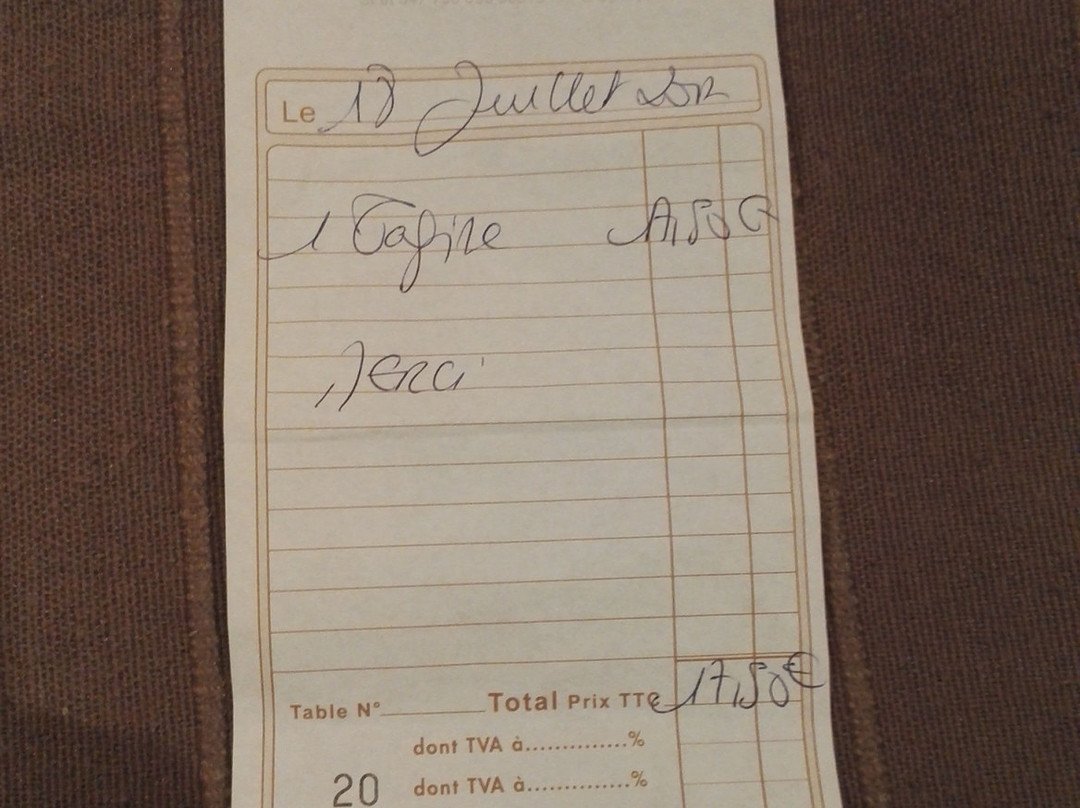 Le 18 Juillet 2012
1 Tagine 17,50 €
Merci
Table N° Total Prix TTC 17,50 €
dont TVA à..............%
20 dont TVA à..............%